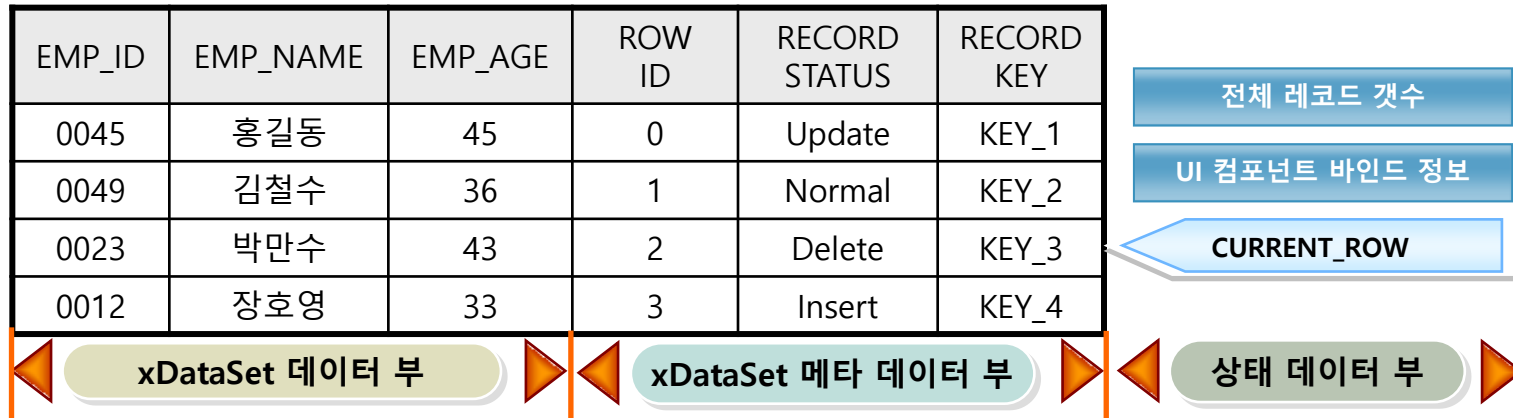 EMP_ID EMP_NAME EMP_AGE ROW ID RECORD STATUS RECORD KEY
0045 홍길동 45 0 Update KEY_1
0049 김철수 36 1 Normal KEY_2
0023 박만수 43 2 Delete KEY_3
0012 장호영 33 3 Insert KEY_4
전체 레코드 갯수
UI 컴포넌트 바인드 정보
CURRENT_ROW
xDataSet 데이터 부
xDataSet 메타 데이터 부
상태 데이터 부